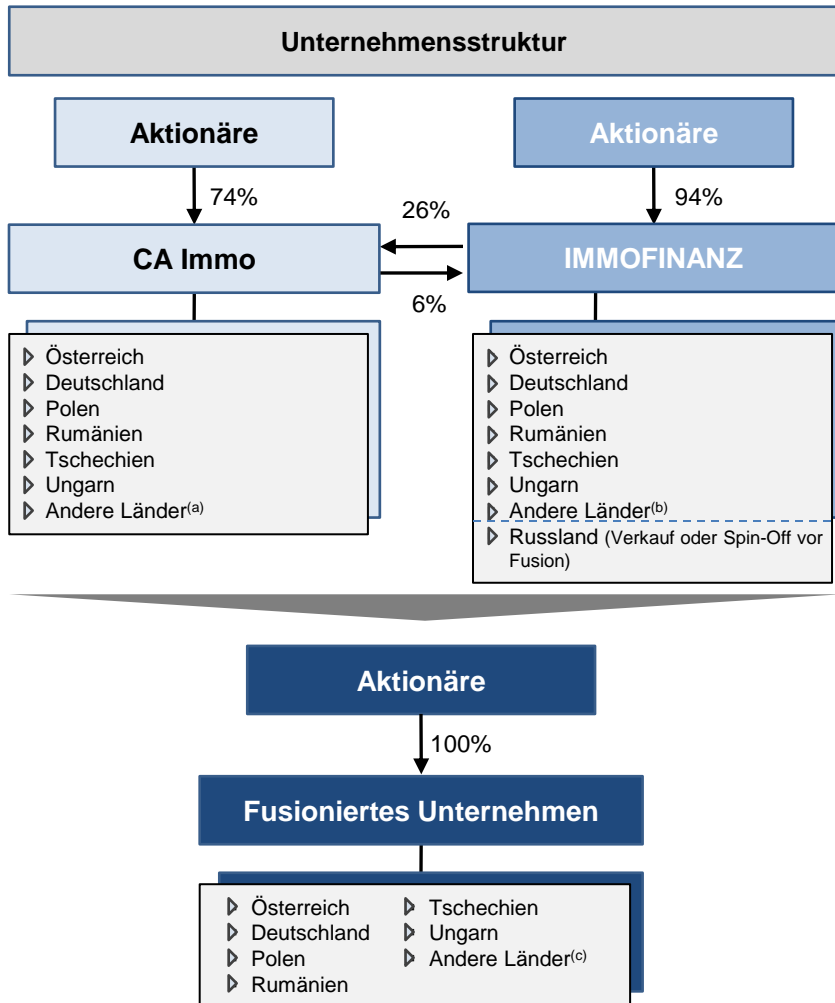 Unternehmensstruktur
Aktionäre
74%
CA Immo
Österreich
Deutschland
Polen
Rumänien
Tschechien
Ungarn
Andere Länder(a)
26%
6%
Aktionäre
94%
IMMOFINANZ
Österreich
Deutschland
Polen
Rumänien
Tschechien
Ungarn
Andere Länder(b)
Russland (Verkauf oder Spin-Off vor
Fusion)
Aktionäre
100%
Fusioniertes Unternehmen
Österreich
Deutschland
Polen
Rumänien
Tschechien
Ungarn
Andere Länder(c)